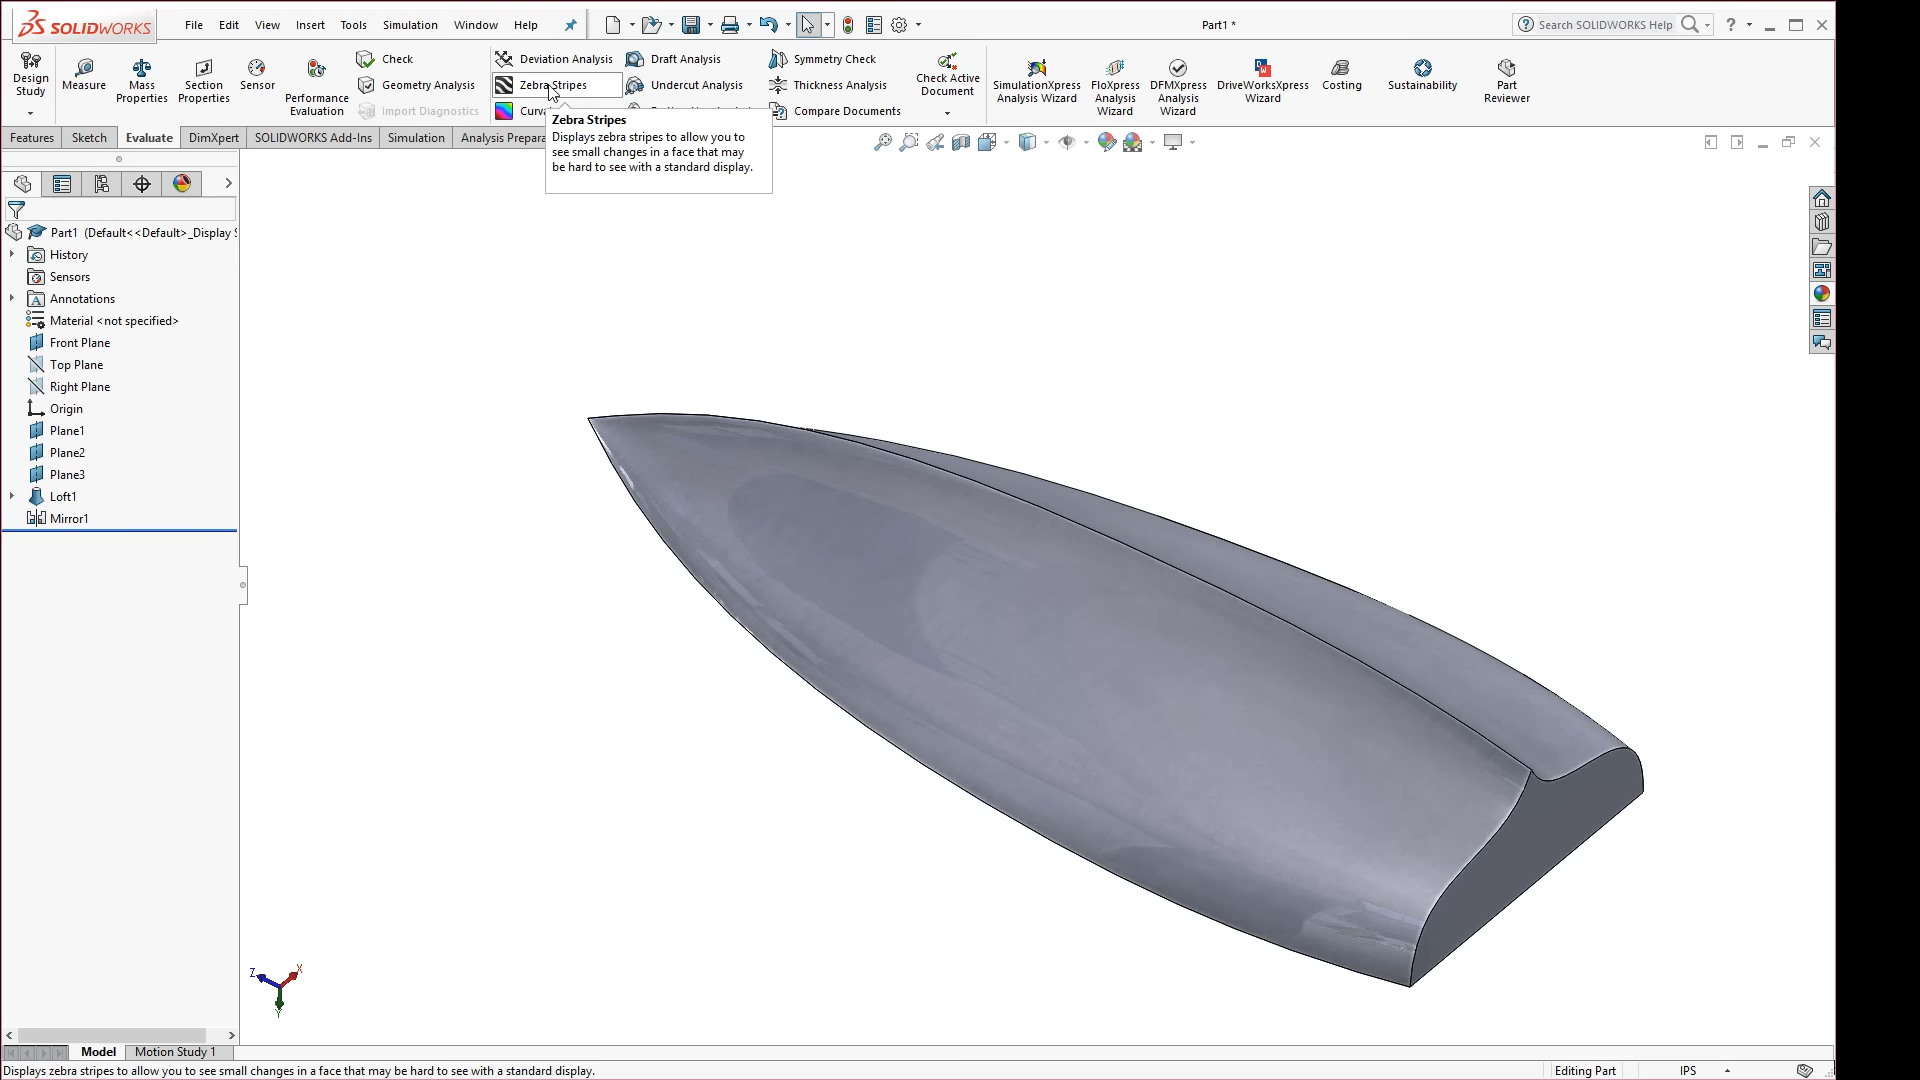 SOLIDWORKS
File Edit View Insert Tools Simulation Window Help
Part1 *
Search SOLIDWORKS Help
Design Study
Measure
Mass Properties
Section Properties
Sensor
Performance Evaluation
Check
Geometry Analysis
Import Diagnostics
Deviation Analysis
Zebra Stripes
Draft Analysis
Undercut Analysis
Symmetry Check
Thickness Analysis
Compare Documents
Check Active Document
SimulationXpress Analysis Wizard
FloXpress Analysis Wizard
DFMXpress Analysis Wizard
DriveWorksXpress Wizard
Costing
Sustainability
Part Reviewer
Features Sketch Evaluate DimXpert SOLIDWORKS Add-Ins Simulation Analysis Prepara
Zebra Stripes
Displays zebra stripes to allow you to
see small changes in a face that may
be hard to see with a standard display.
Part1 (Default<<Default>_Display S
History
Sensors
Annotations
Material <not specified>
Front Plane
Top Plane
Right Plane
Origin
Plane1
Plane2
Plane3
Loft1
Mirror1
Z X
Y
Model Motion Study 1
Displays zebra stripes to allow you to see small changes in a face that may be hard to see with a standard display.
Editing Part IPS